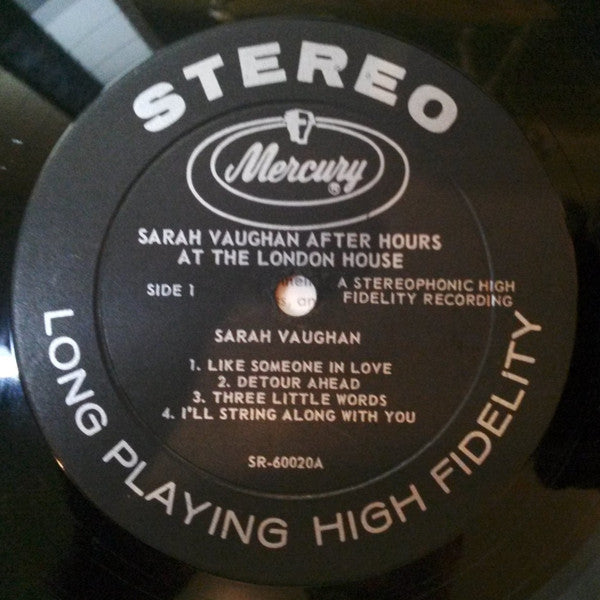 STEREO
Mercury
®
SARAH VAUGHAN AFTER HOURS
AT THE LONDON HOUSE
SIDE 1
A STEREOPHONIC HIGH
FIDELITY RECORDING
SARAH VAUGHAN
1. LIKE SOMEONE IN LOVE
2. DETOUR AHEAD
3. THREE LITTLE WORDS
4. I'LL STRING ALONG WITH YOU
SR-60020A
LONG PLAYING HIGH FIDELITY